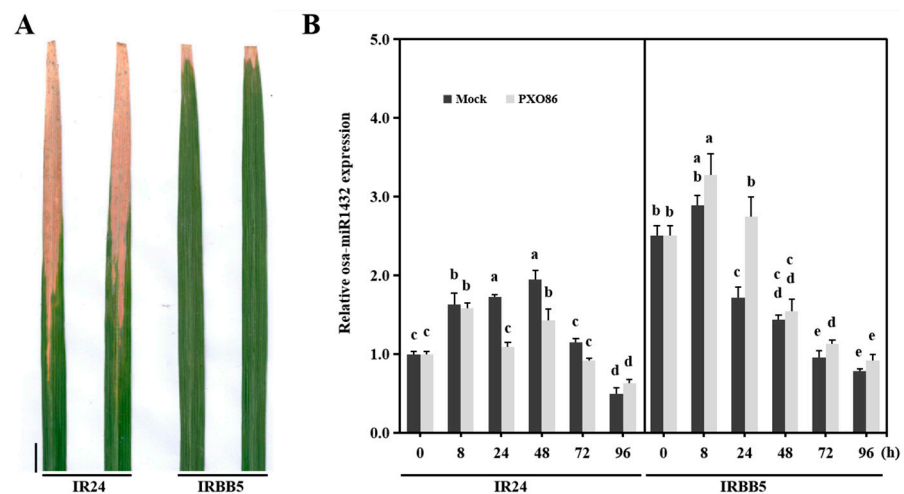 A
B
IR24
IRBB5
Relative osa-miR1432 expression
5.0
4.0
3.0
2.0
1.0
0.0
Mock PXO86
c c b b a c a b c c d d
b b a b a c b c d c d e d e e
0 8 24 48 72 96 0 8 24 48 72 96 (h)
IR24 IRBB5